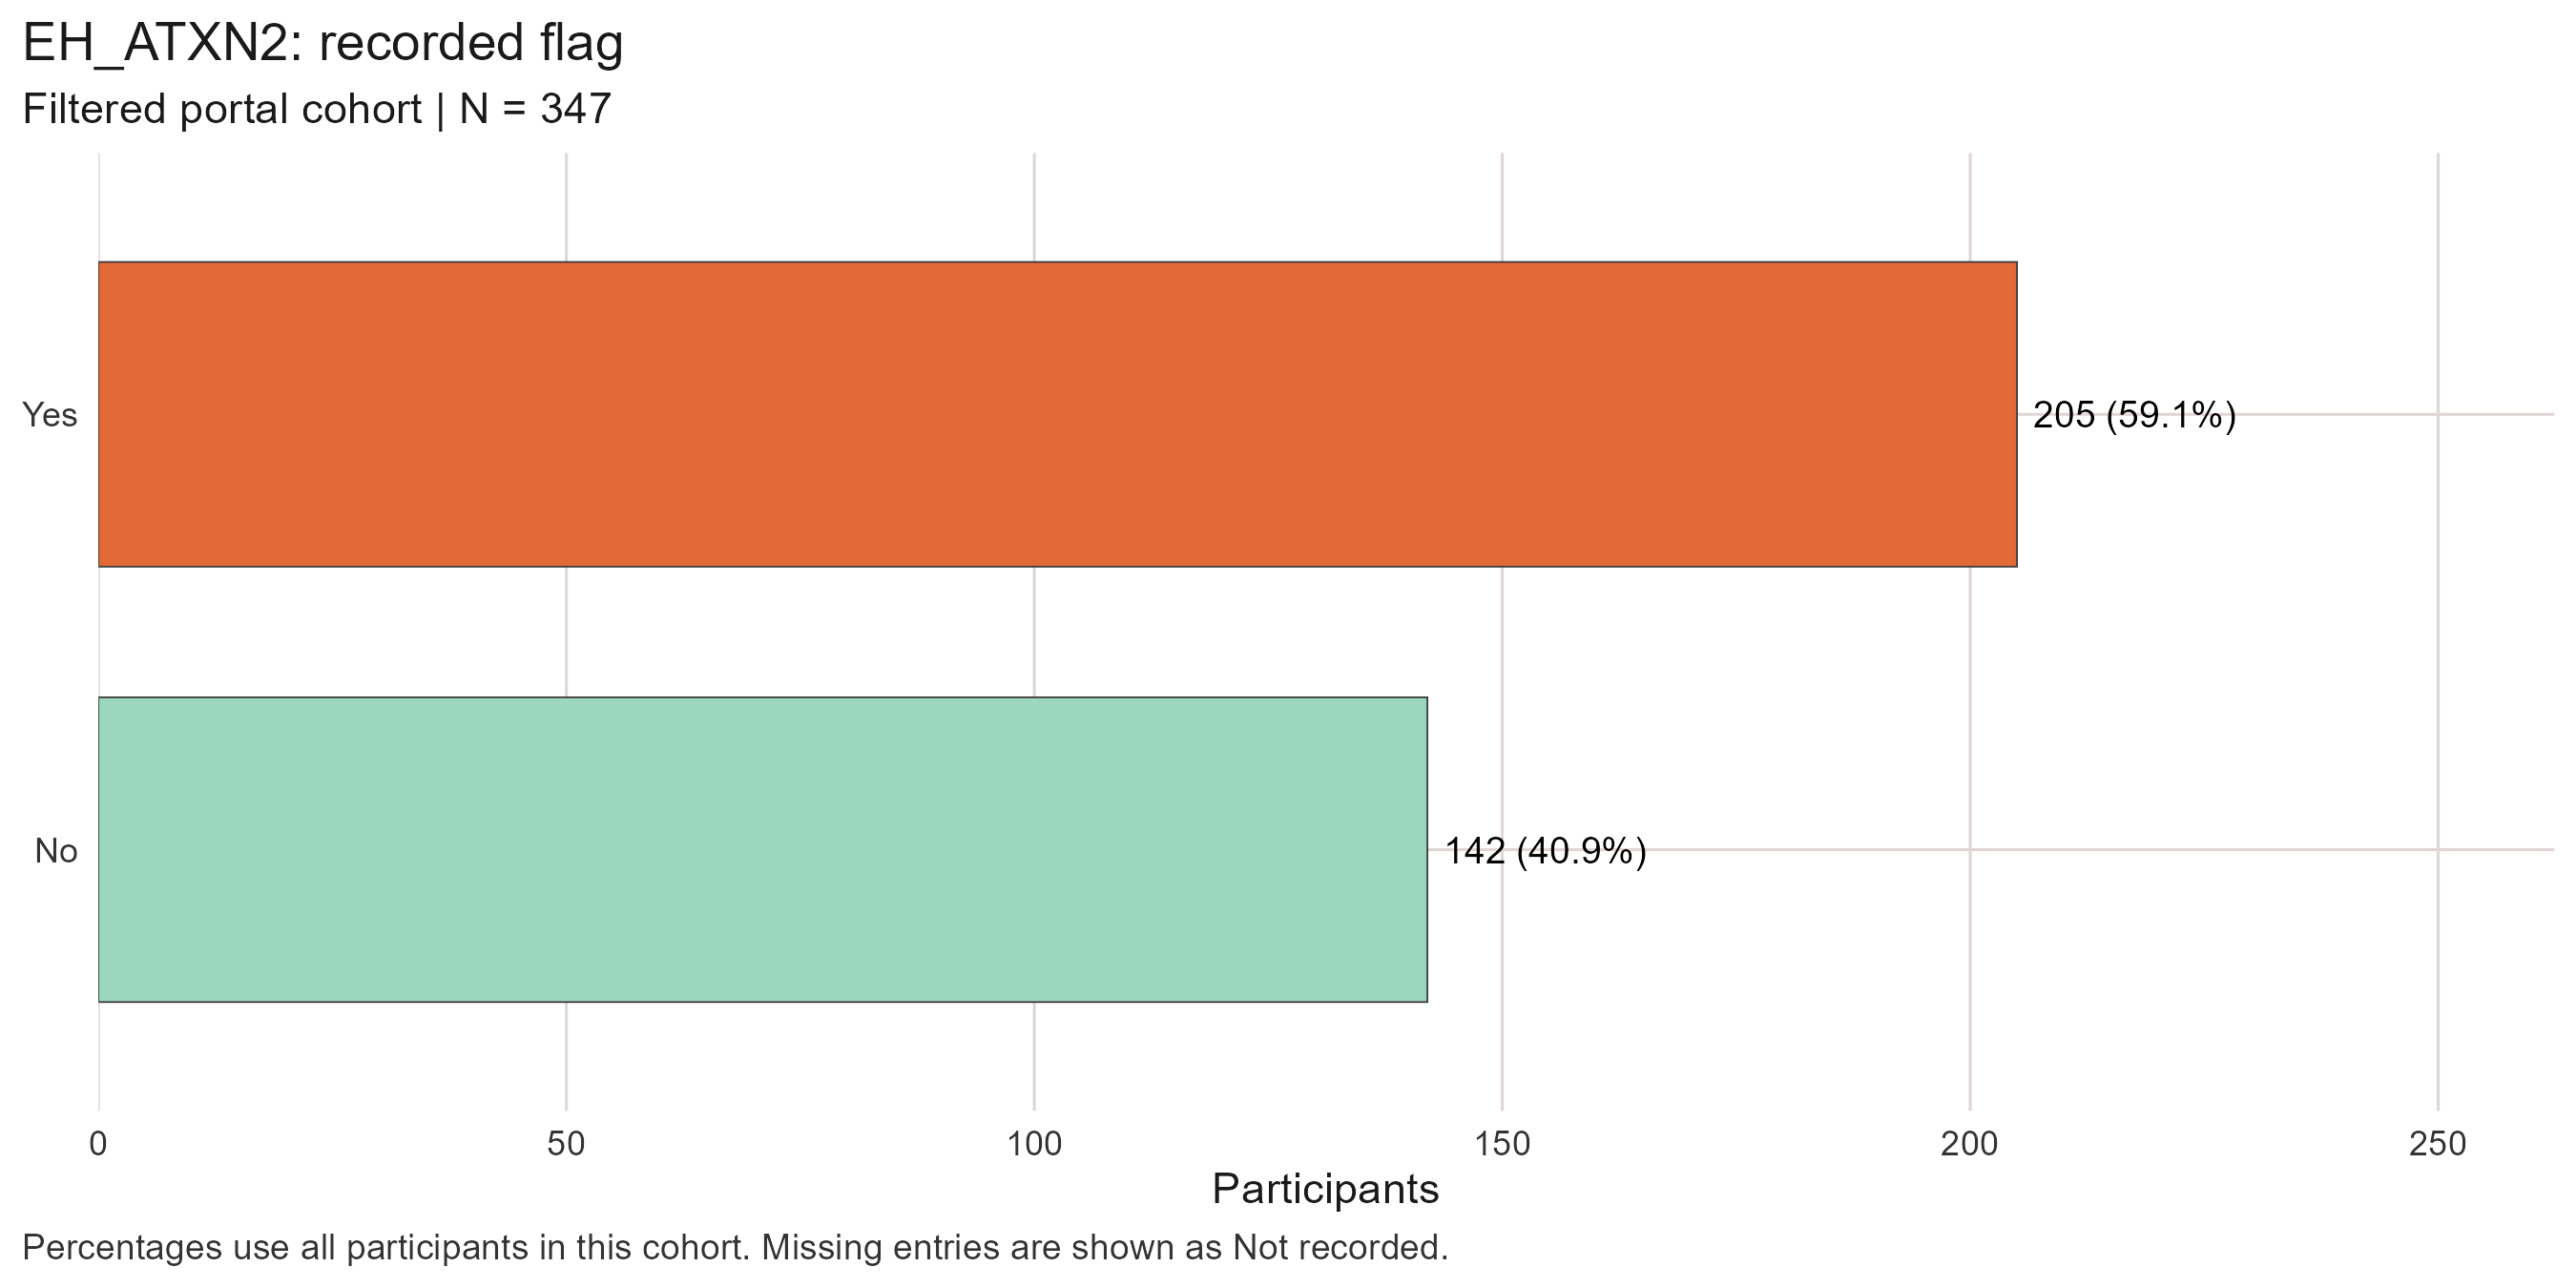 EH_ATXN2: recorded flag
Filtered portal cohort | N = 347
Yes
205 (59.1%)
No
142 (40.9%)
0 50 100 150 200 250
Participants
Percentages use all participants in this cohort. Missing entries are shown as Not recorded.